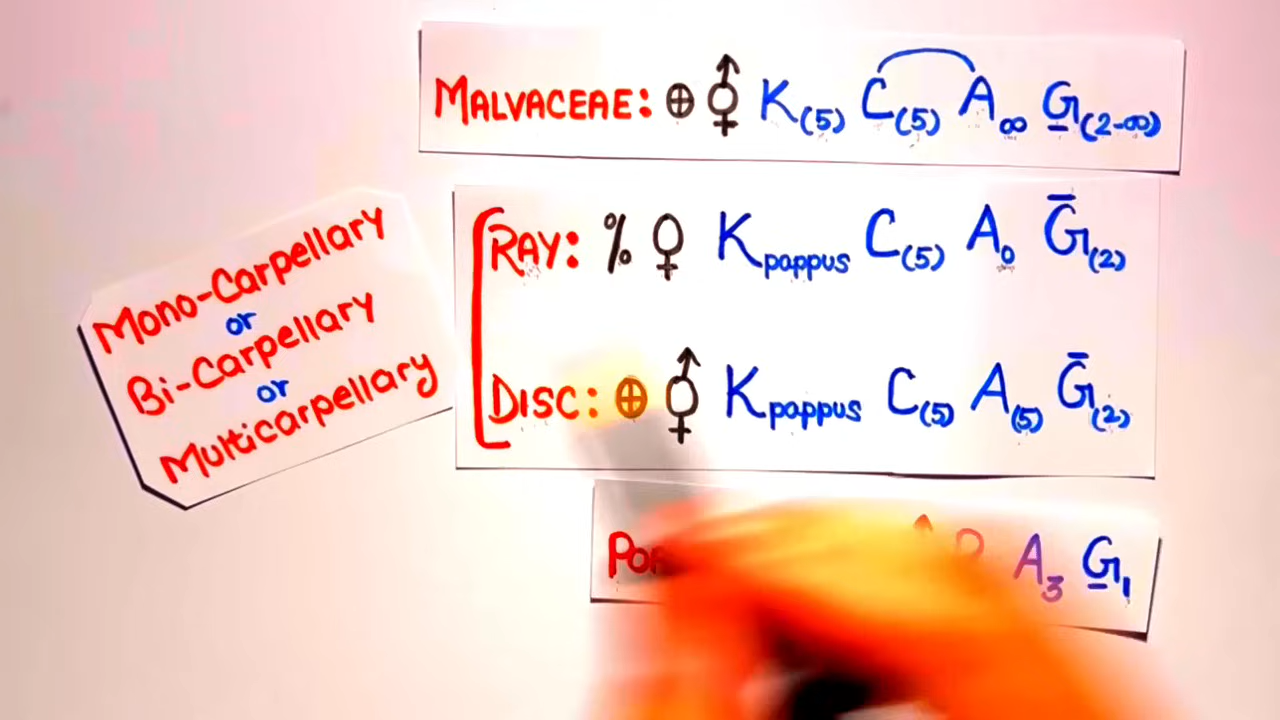 MALVACEAE: ⊕ ⚥ K(5) C(5) A∞ G(2-∞)
RAY: % ♀ Kpappus C(5) A0 Ḡ(2)
DISC: ⊕ ⚥ Kpappus C(5) A(5) Ḡ(2)
A3 G1
Mono-Carpellary
or
Bi-Carpellary
or
Multicarpellary